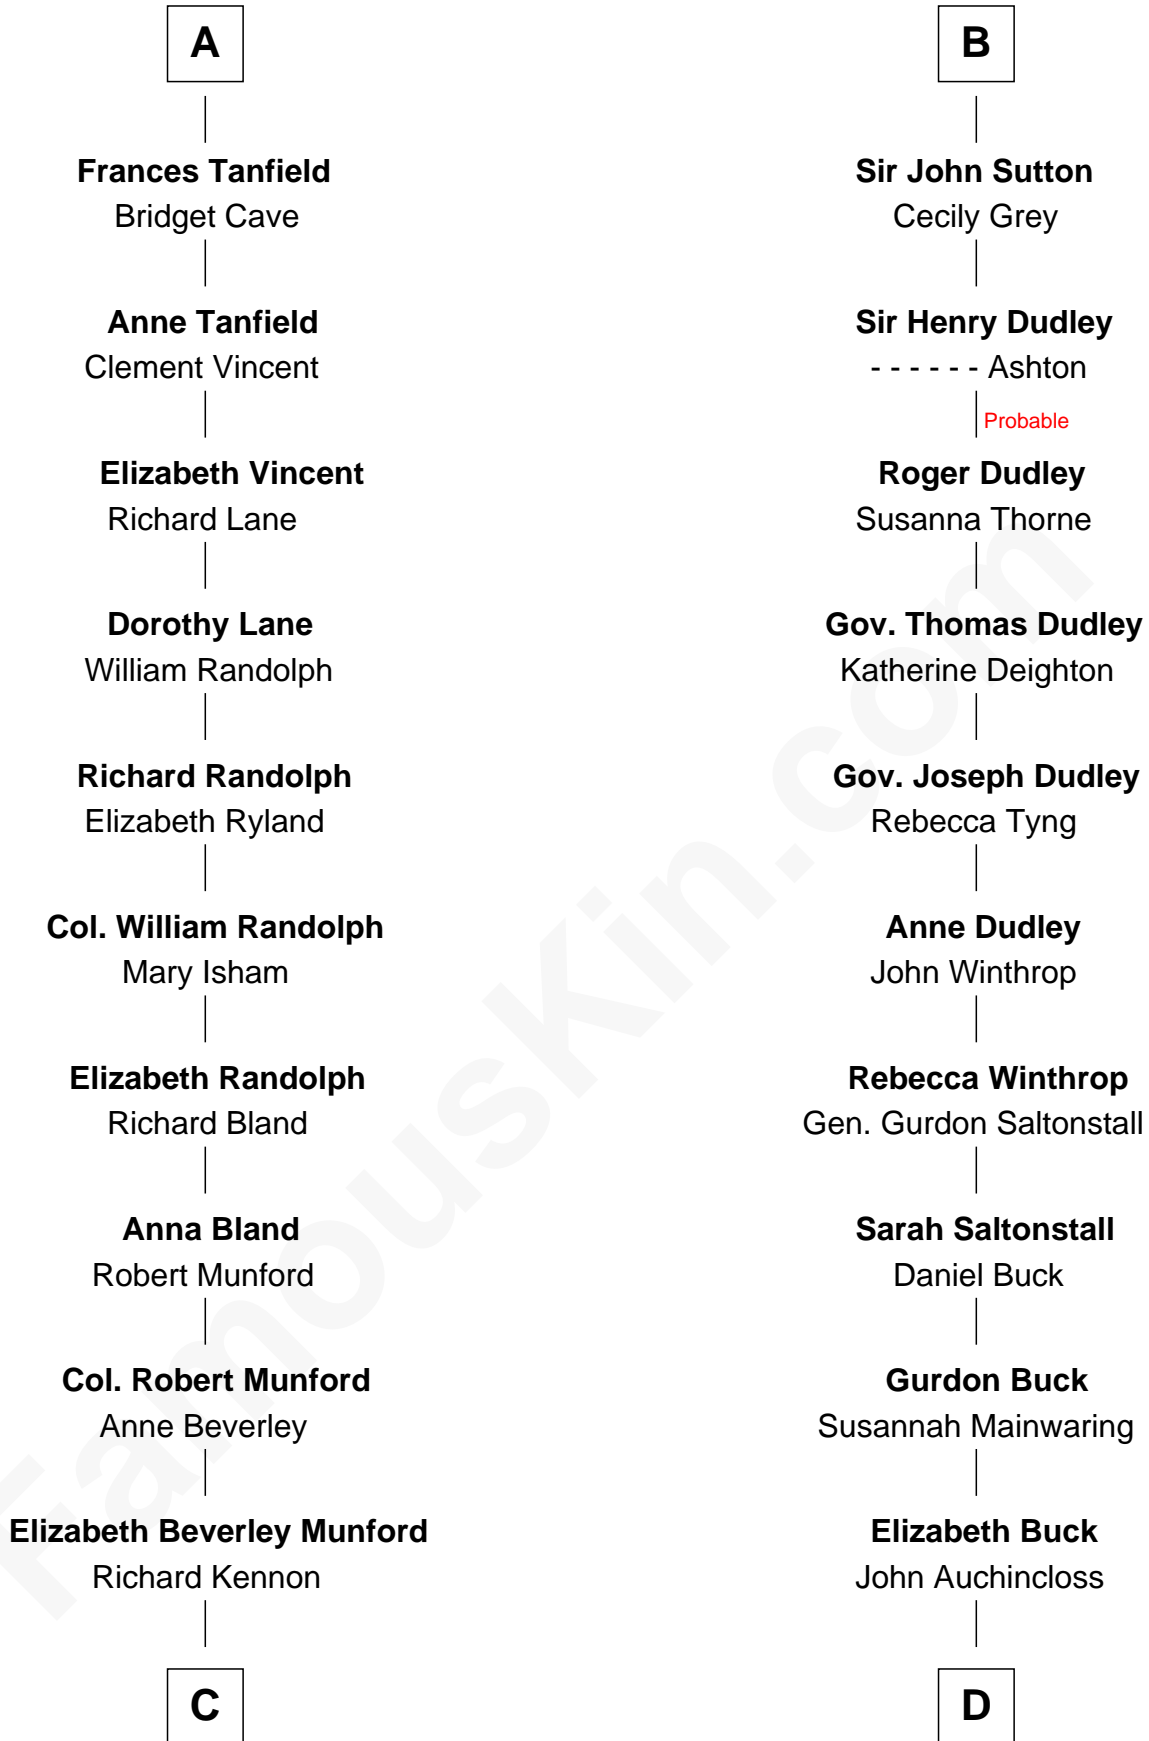 A
Frances Tanfield
Bridget Cave
Anne Tanfield
Clement Vincent
Elizabeth Vincent
Richard Lane
Dorothy Lane
William Randolph
Richard Randolph
Elizabeth Ryland
Col. William Randolph
Mary Isham
Elizabeth Randolph
Richard Bland
Anna Bland
Robert Munford
Col. Robert Munford
Anne Beverley
Elizabeth Beverley Munford
Richard Kennon
C
B
Sir John Sutton
Cecily Grey
Sir Henry Dudley
- - - - - - Ashton
Probable
Roger Dudley
Susanna Thorne
Gov. Thomas Dudley
Katherine Deighton
Gov. Joseph Dudley
Rebecca Tyng
Anne Dudley
John Winthrop
Rebecca Winthrop
Gen. Gurdon Saltonstall
Sarah Saltonstall
Daniel Buck
Gurdon Buck
Susannah Mainwaring
Elizabeth Buck
John Auchincloss
D
FamousKin.com